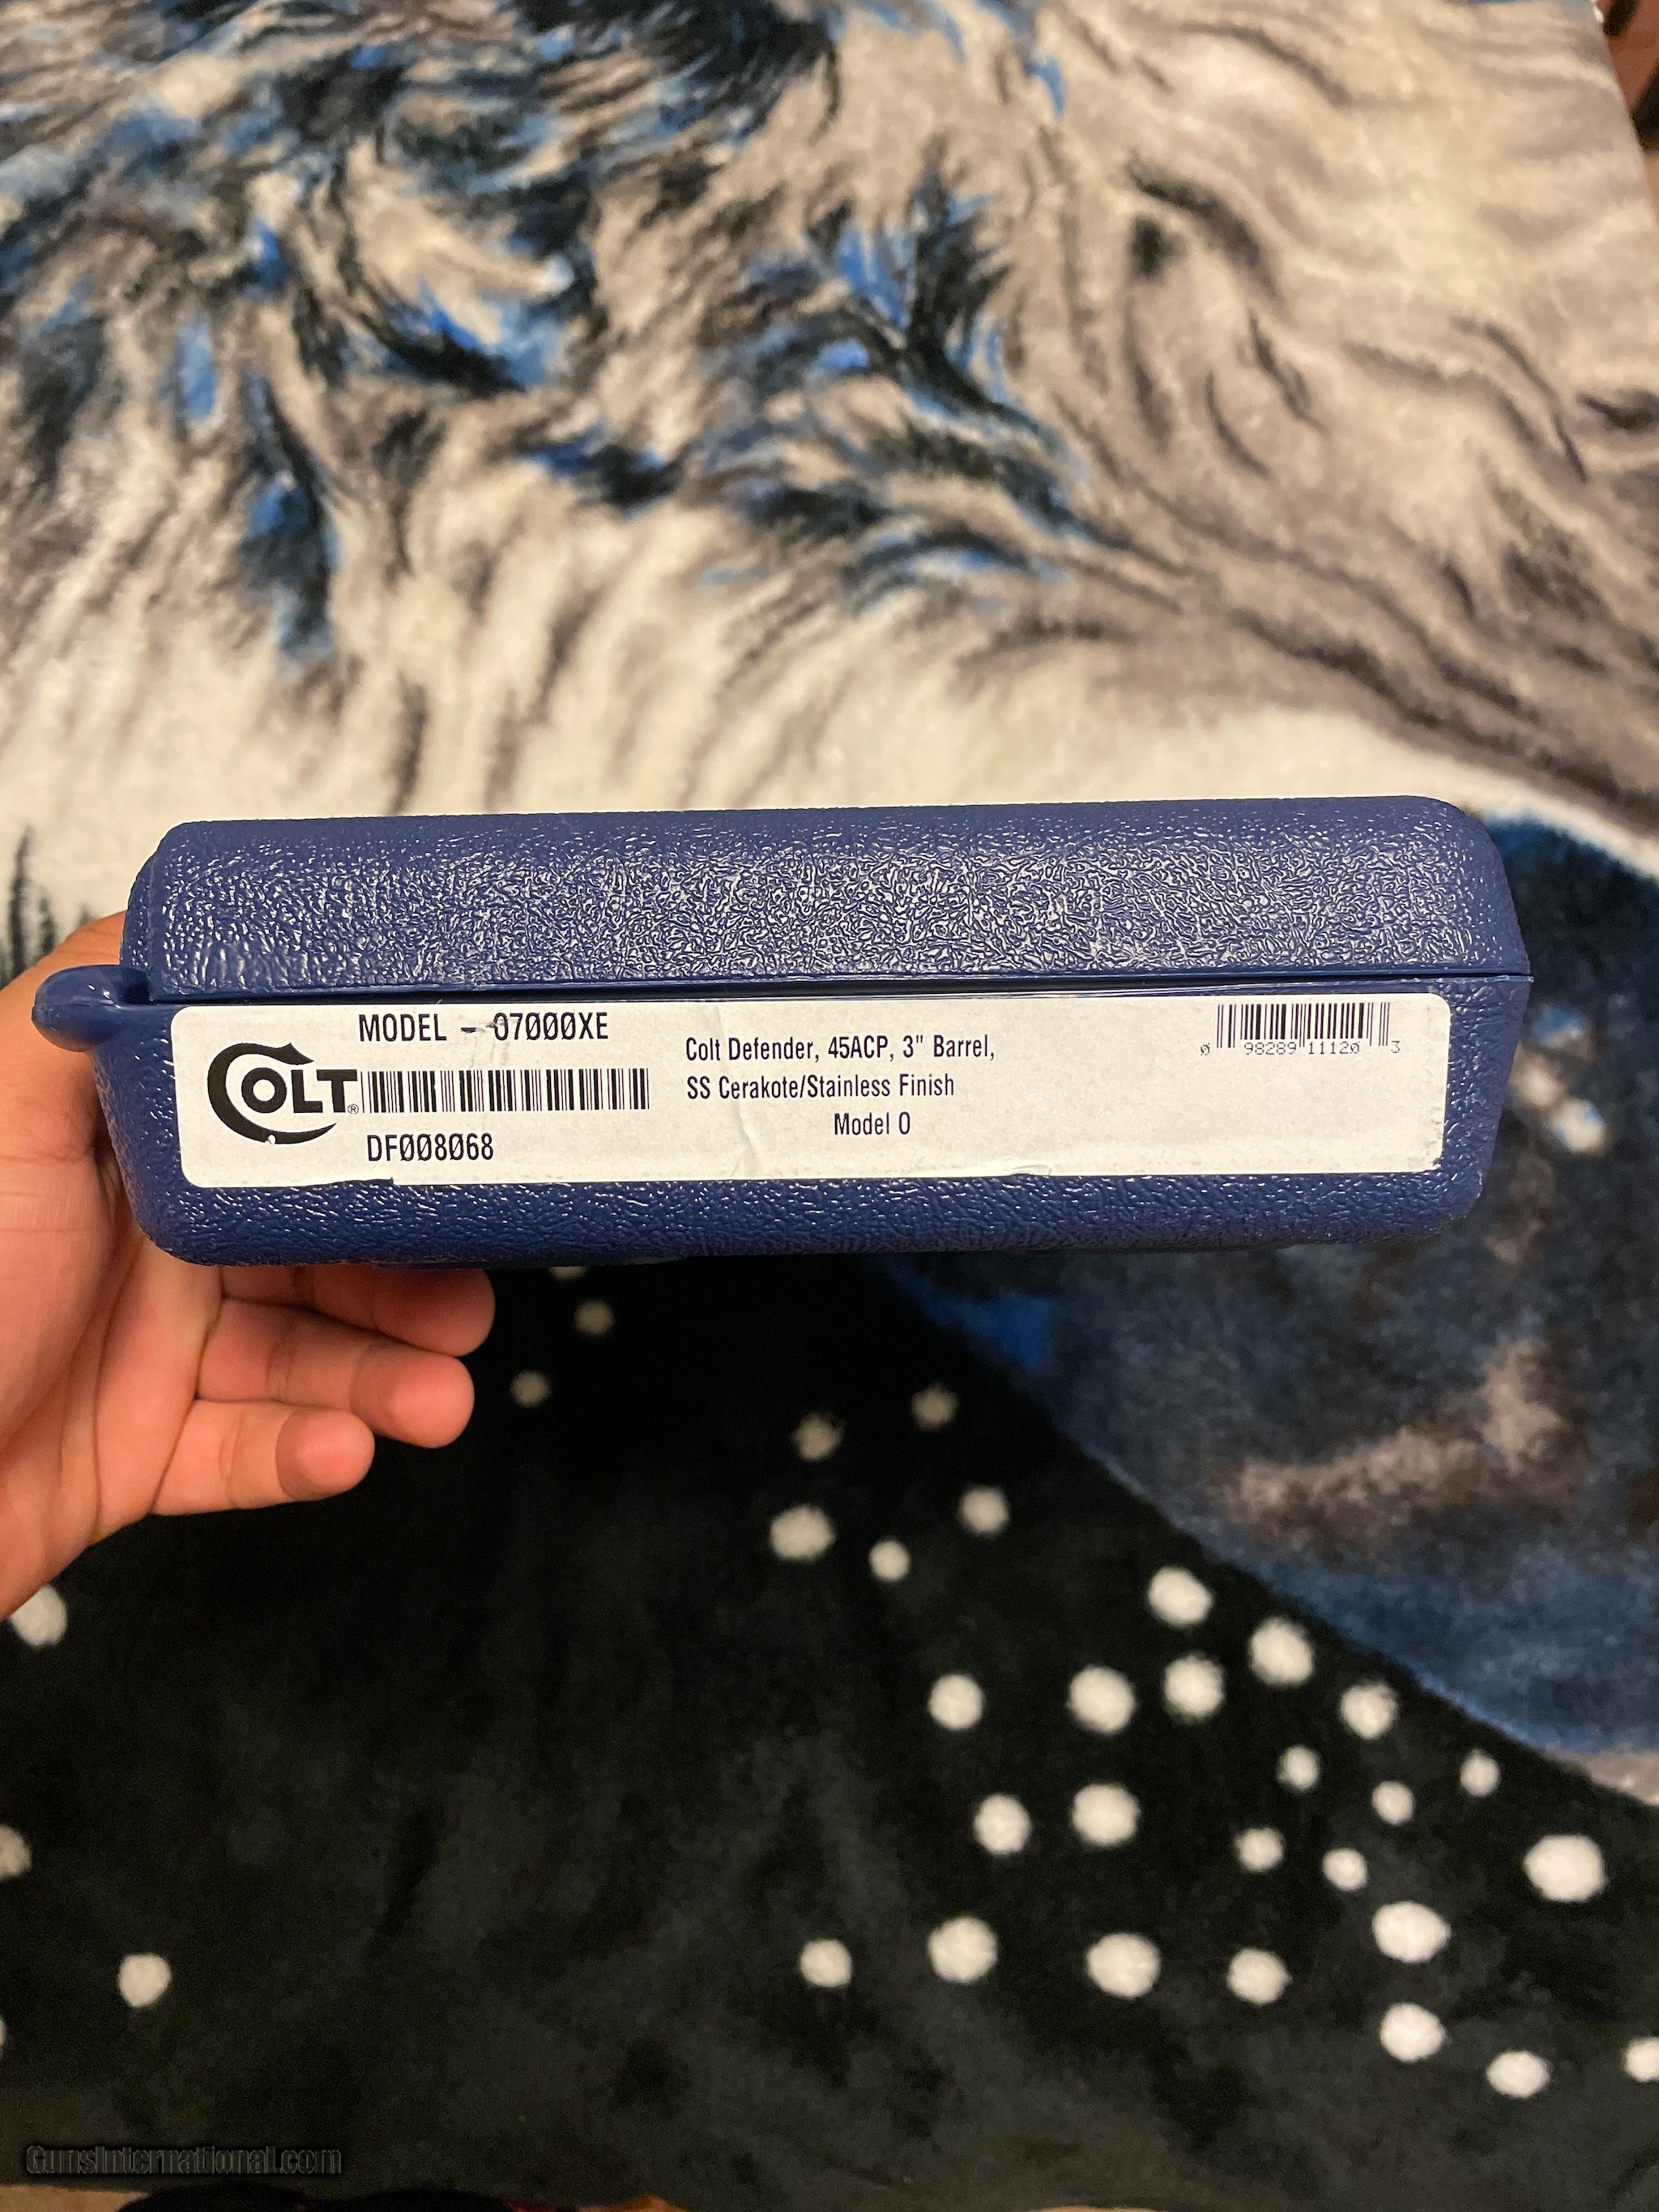 MODEL - 07000XE
COLT®
DF008068
Colt Defender, 45ACP, 3" Barrel,
SS Cerakote/Stainless Finish
Model O
0 98289 11120 3
GunsInternational.com